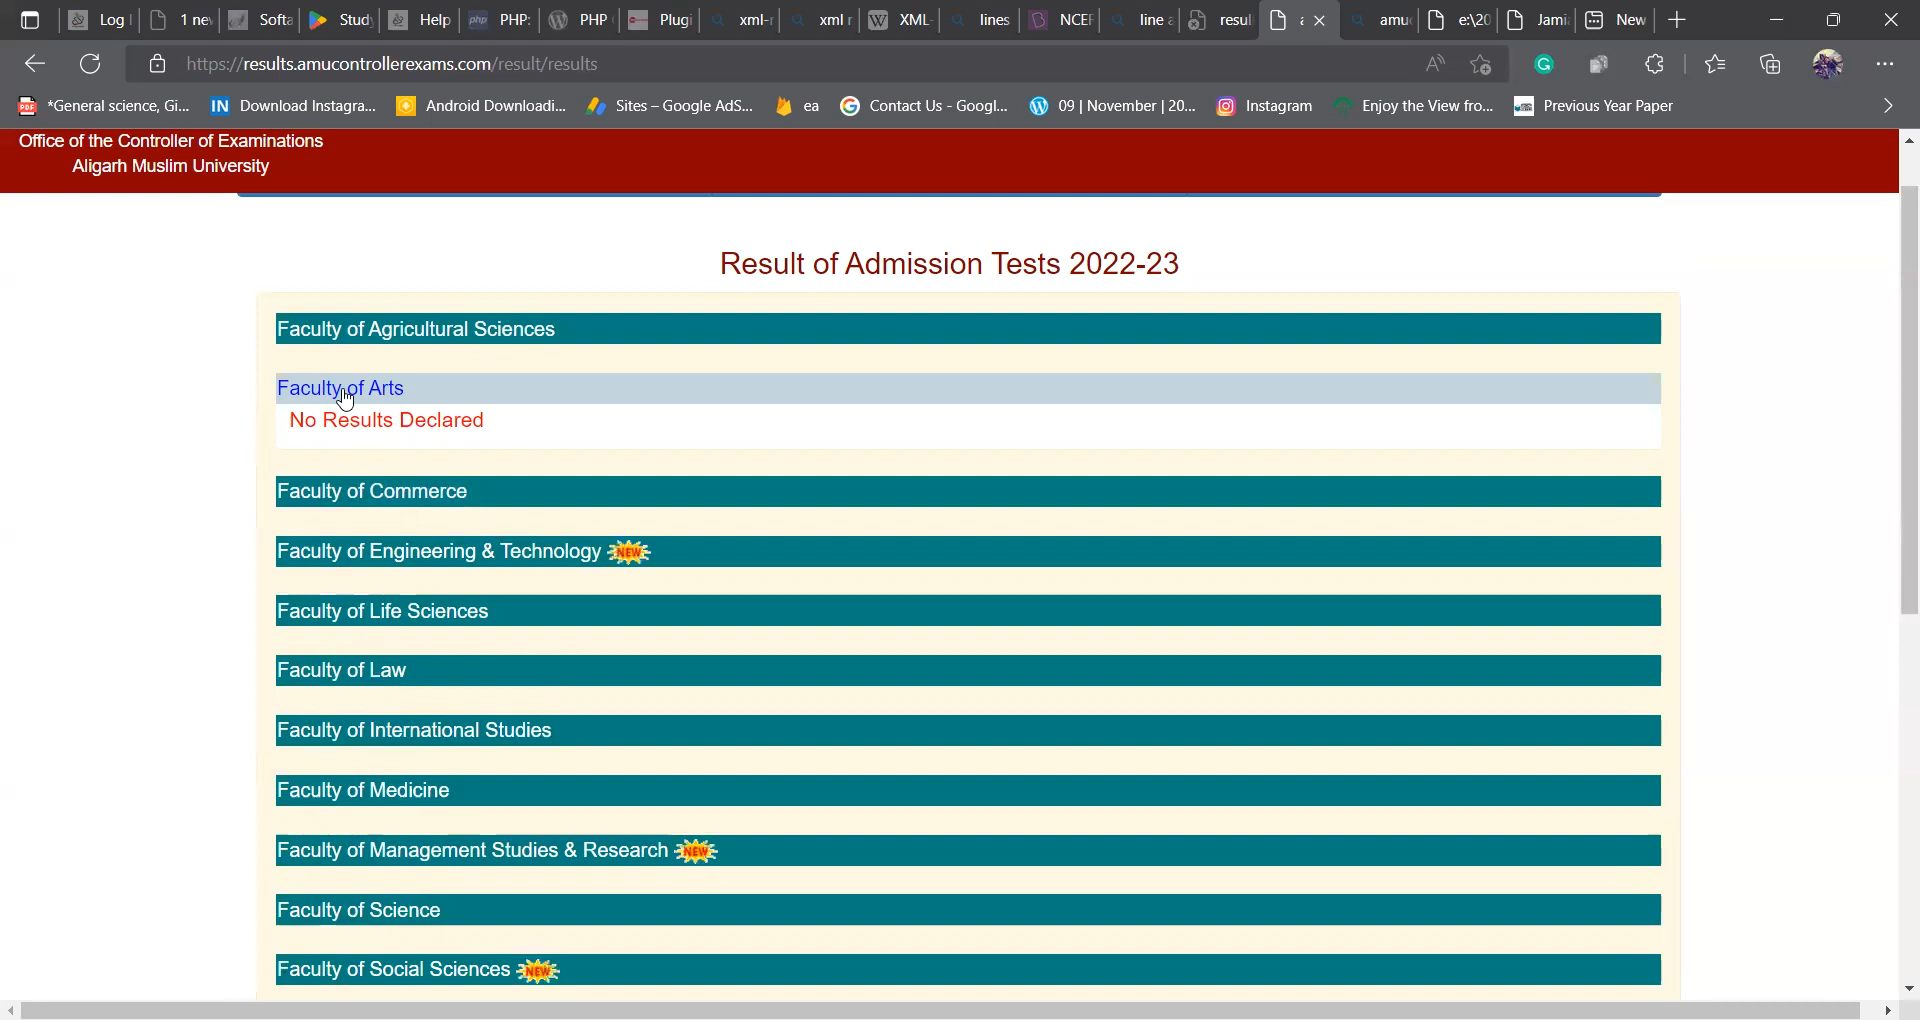 Log
1 nev
Softa
Study
Help
php PHP:
PHP
Plugi
xml-r
xml r
W XML-
lines
NCEF
line a
resul
amu
e:\20
Jami
New
https://results.amucontrollerexams.com/result/results
*General science, Gi...
IN Download Instagra...
Android Downloadi...
Sites – Google AdS...
ea
Contact Us - Googl...
09 | November | 20...
Instagram
Enjoy the View fro...
Previous Year Paper
Office of the Controller of Examinations
Aligarh Muslim University
Result of Admission Tests 2022-23
Faculty of Agricultural Sciences
Faculty of Arts
No Results Declared
Faculty of Commerce
Faculty of Engineering & Technology NEW
Faculty of Life Sciences
Faculty of Law
Faculty of International Studies
Faculty of Medicine
Faculty of Management Studies & Research NEW
Faculty of Science
Faculty of Social Sciences NEW